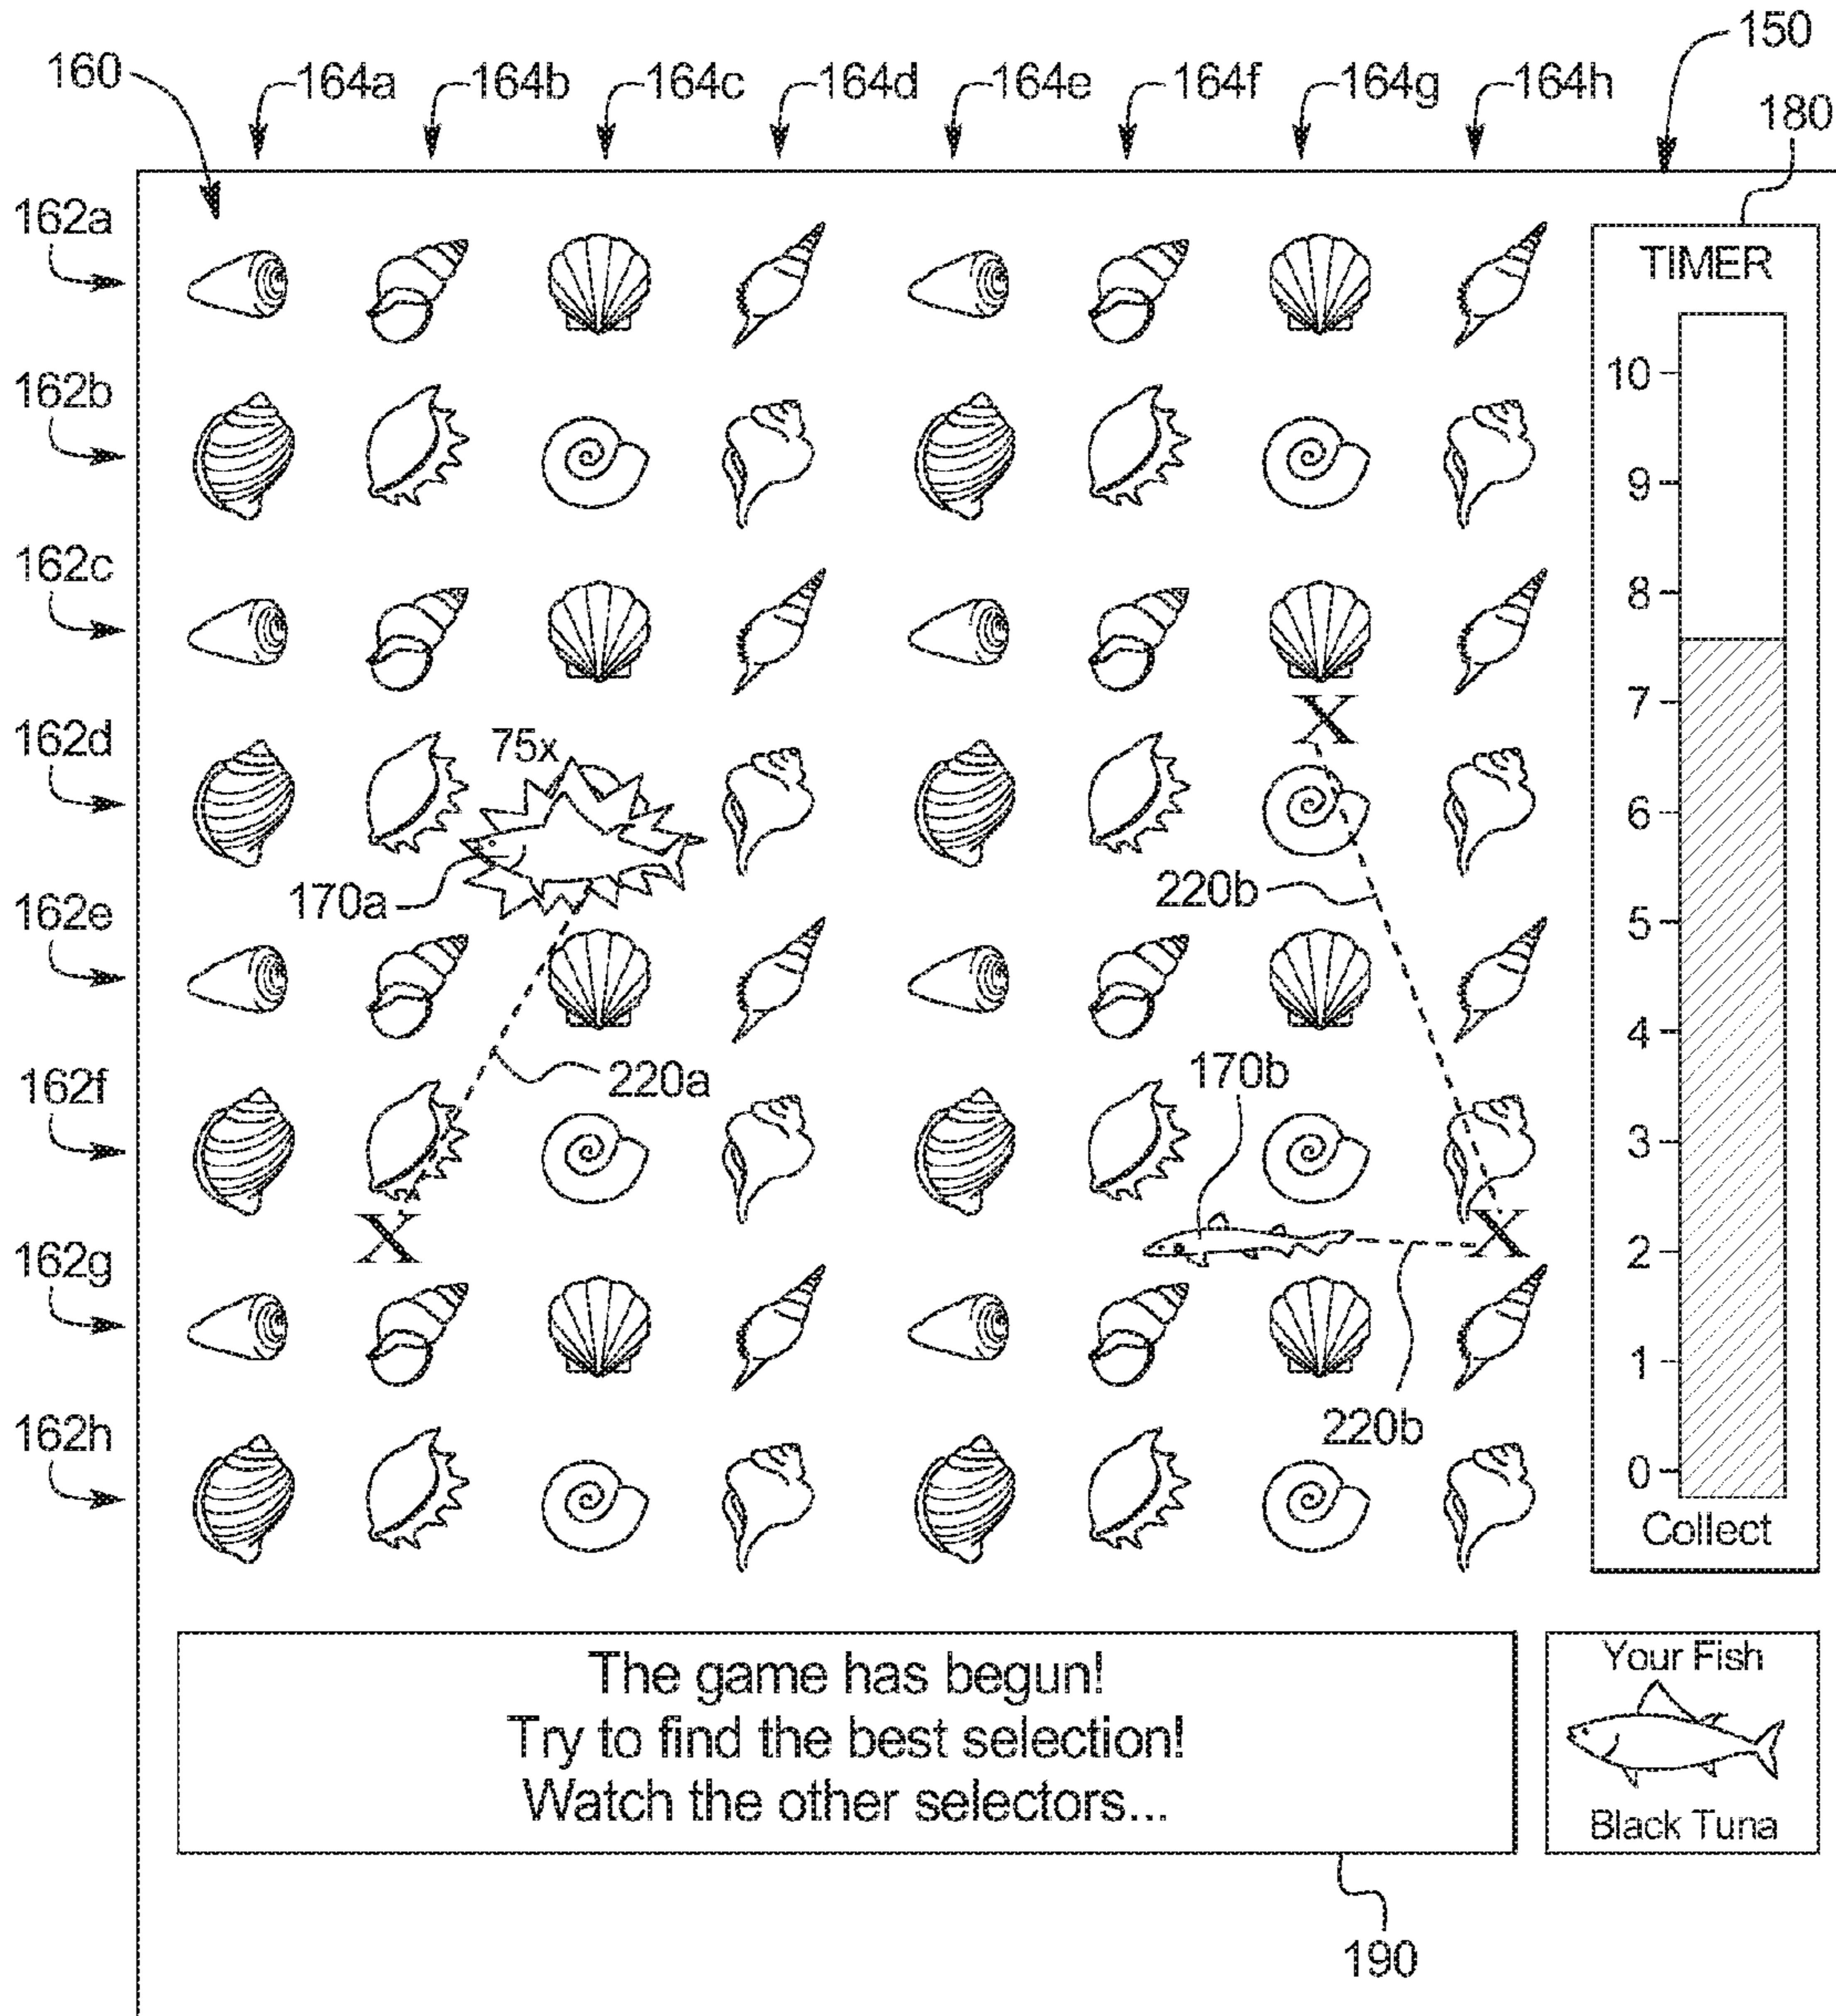 150
160
164a
164b
164c
164d
164e
164f
164g
164h
180
162a
TIMER
10
162b
9
162c
8
7
X
162d
75x
6
170a
220b
162e
5
4
170b
162f
220a
3
X
X
162g
2
1
220b
162h
0
Collect
The game has begun!
Try to find the best selection!
Watch the other selectors...
Your Fish
Black Tuna
190